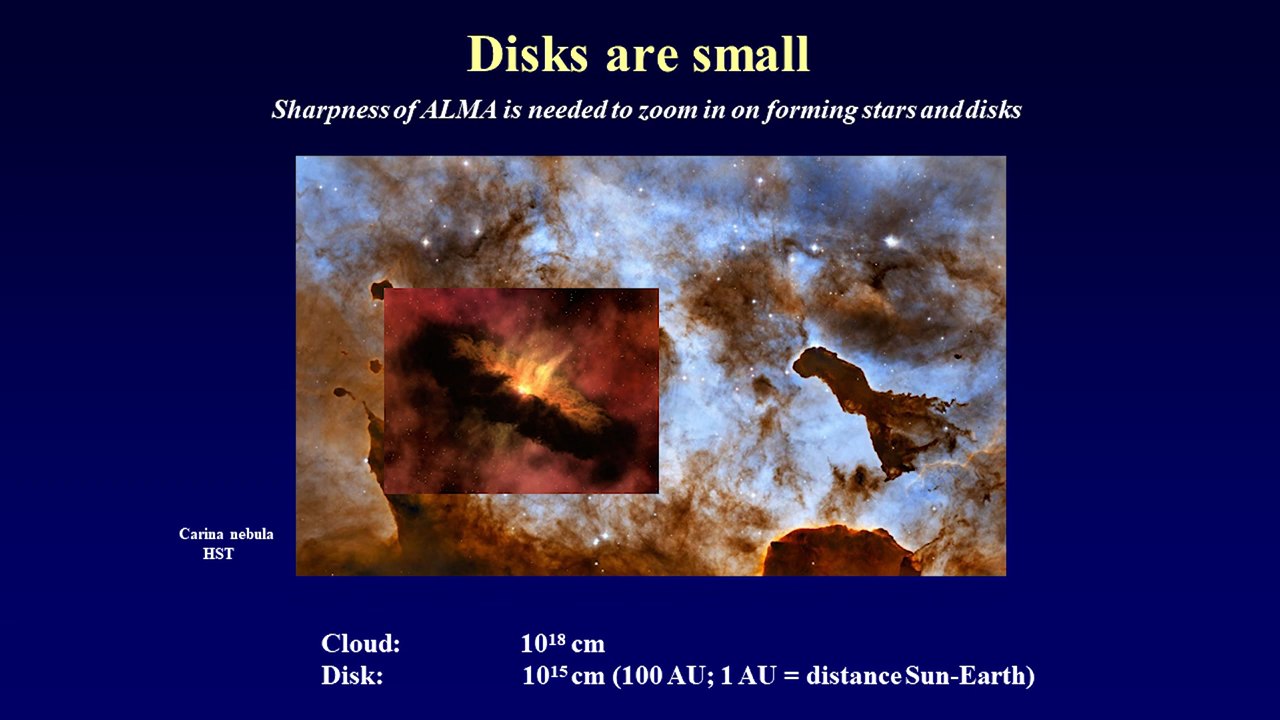 Disks are small
Sharpness of ALMA is needed to zoom in on forming stars and disks
Carina nebula
HST
Cloud: 10¹⁸ cm
Disk: 10¹⁵ cm (100 AU; 1 AU = distance Sun-Earth)